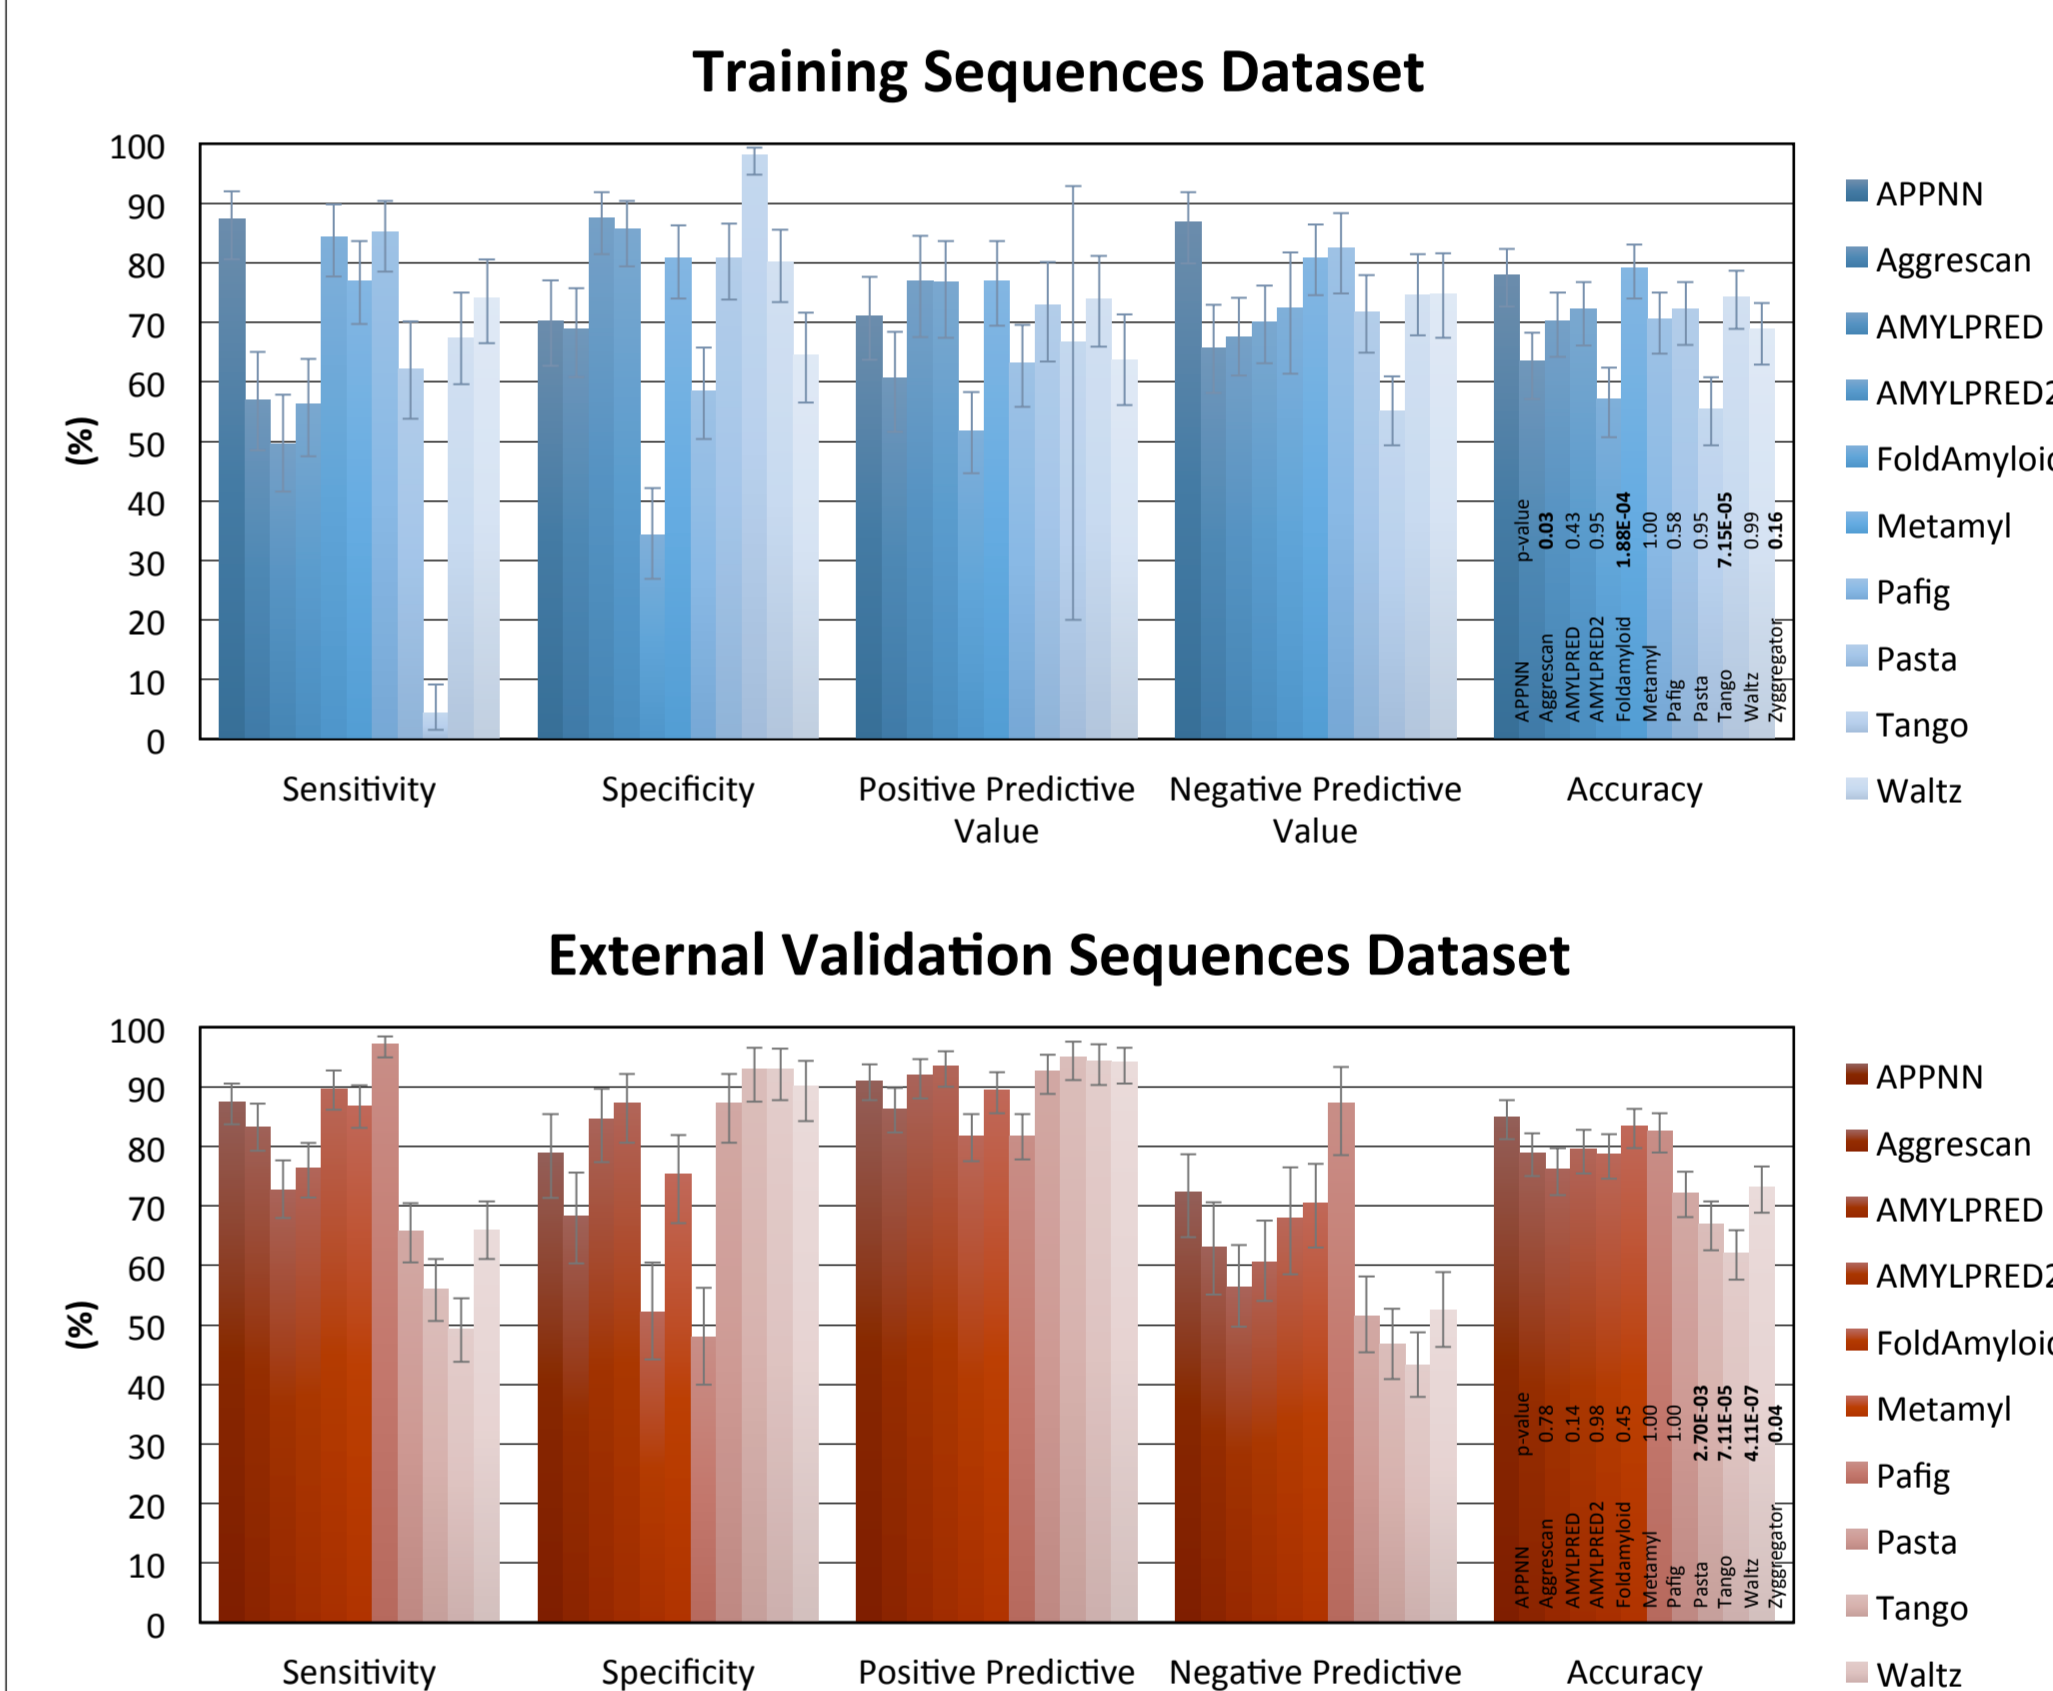 Training Sequences Dataset
100
90
80
70
60
50
40
30
20
10
0
(%)
p-value
0.03
0.43
0.95
1.88E-04
1.00
0.58
0.95
7.15E-05
0.99
0.16
APPNN
Aggrescan
AMYLPRED
AMYLPRED2
Foldamyloid
Metamyl
Pafig
Pasta
Tango
Waltz
Zyggregator
Sensitivity
Specificity
Positive Predictive
Value
Negative Predictive
Value
Accuracy
APPNN
Aggrescan
AMYLPRED
AMYLPRED2
FoldAmyloid
Metamyl
Pafig
Pasta
Tango
Waltz
External Validation Sequences Dataset
100
90
80
70
60
50
40
30
20
10
0
(%)
p-value
0.78
0.14
0.98
0.45
1.00
1.00
2.70E-03
7.11E-05
4.11E-07
0.04
APPNN
Aggrescan
AMYLPRED
AMYLPRED2
Foldamyloid
Metamyl
Pafig
Pasta
Tango
Waltz
Zyggregator
Sensitivity
Specificity
Positive Predictive
Negative Predictive
Accuracy
APPNN
Aggrescan
AMYLPRED
AMYLPRED2
FoldAmyloid
Metamyl
Pafig
Pasta
Tango
Waltz